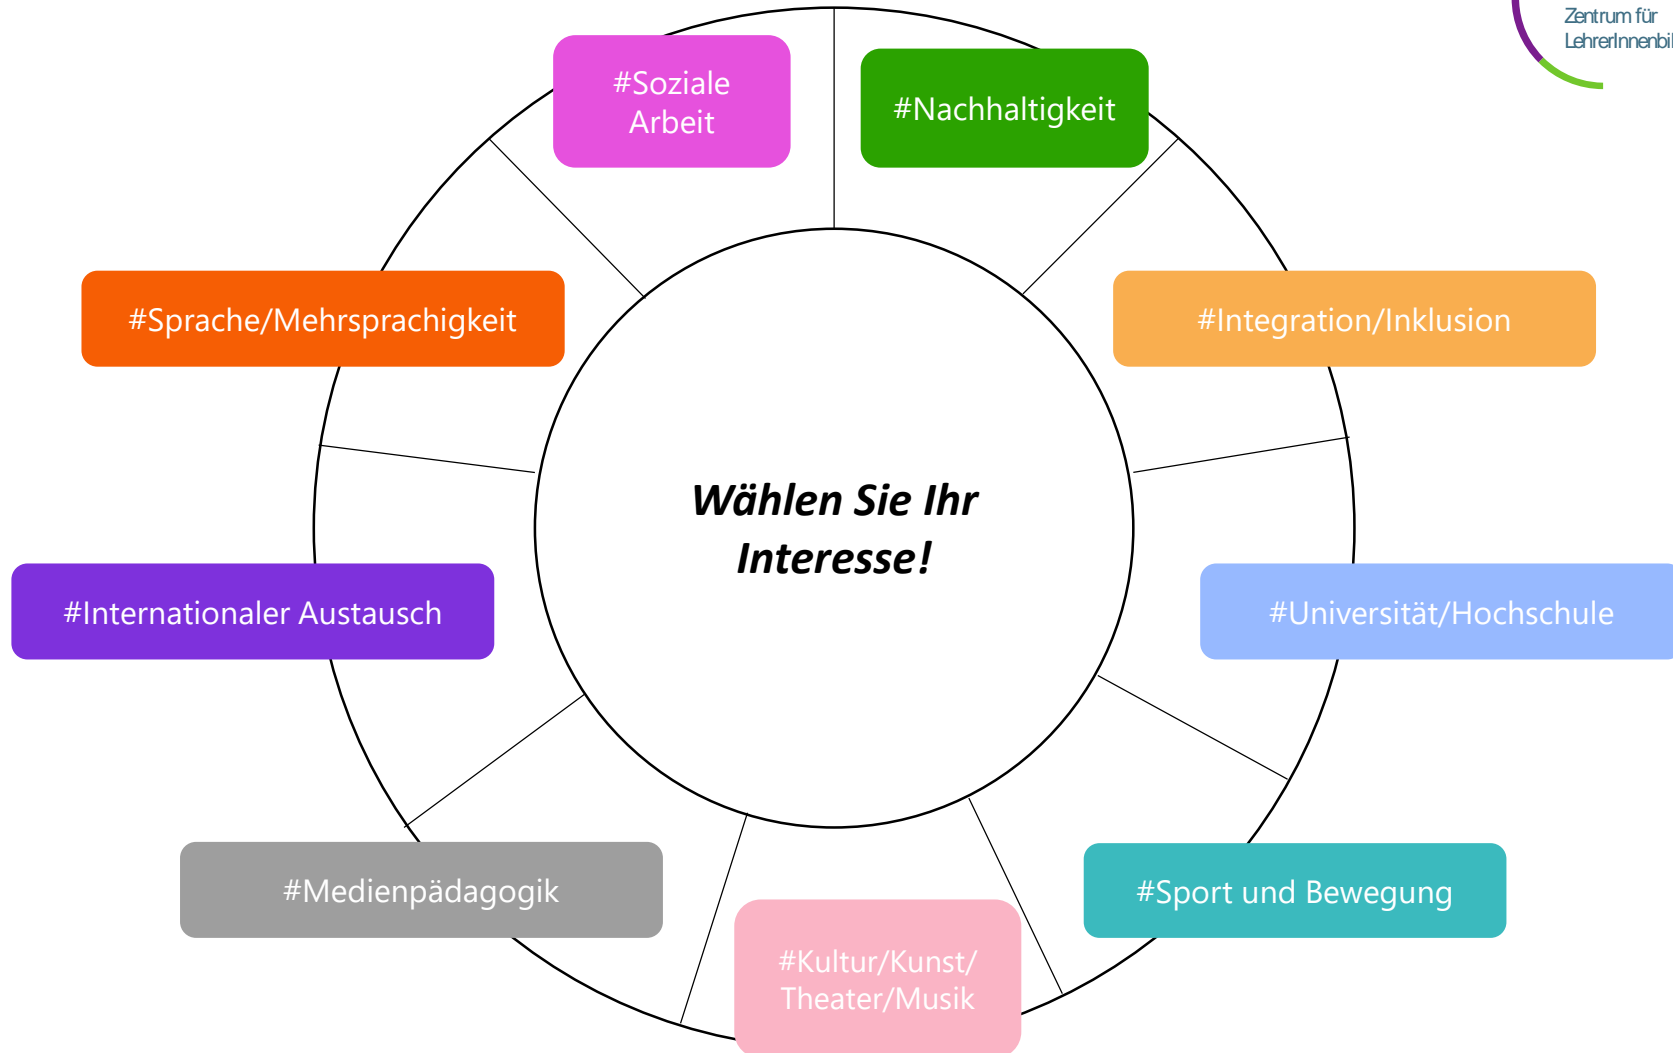 Zentrum für
#Soziale
Arbeit
#Nachhaltigkeit
#Sprache/Mehrsprachigkeit
#Integration/Inklusion
Wählen Sie Ihr
Interesse!
#Internationaler Austausch
#Universität/Hochschule
#Medienpädagogik
#Sport und Bewegung
#Kultur/Kunst/
Theater/Musik